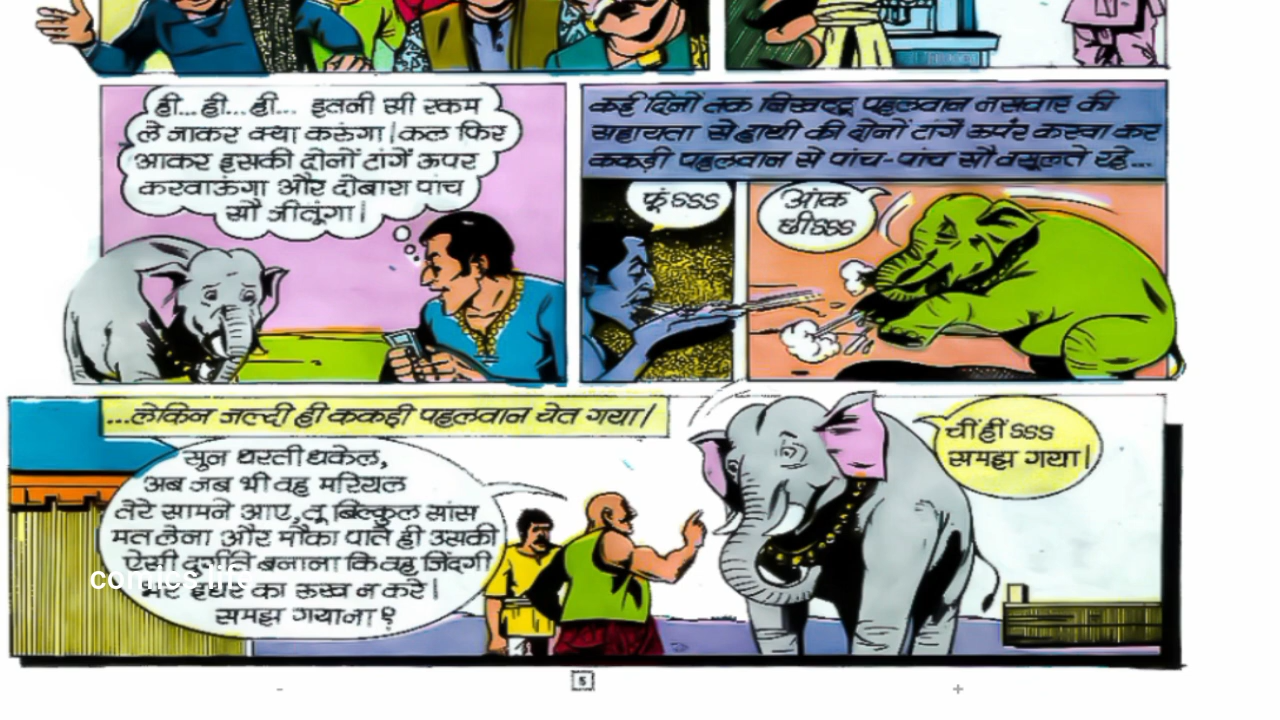 ही...ही...ही... इतनी सी रकम
ले जाकर क्या करुंगा। कल फिर
आकर इसकी दोनों टांगें ऊपर
करवाऊंगा और दोबारा पांच
सौ जीतूंगा।
कई दिनों तक बिखट्टू पहलवान नसवार की
सहायता से हाथी की दोनों टांगें ऊपर करवा कर
ककड़ी पहलवान से पांच-पांच सौ वसूलते रहे...
फूंsss
आंक
छींsss
...लेकिन जल्दी ही ककड़ी पहलवान चेत गया।
सुन धरती धकेल,
अब जब भी वह मरियल
तेरे सामने आए, तू बिल्कुल सांस
मत लेना और मौका पाते ही उसकी
ऐसी दुर्गति बनाना कि वह जिंदगी
भर इधर का रुख न करे।
समझ गया ना?
चींहींsss
समझ गया।
5